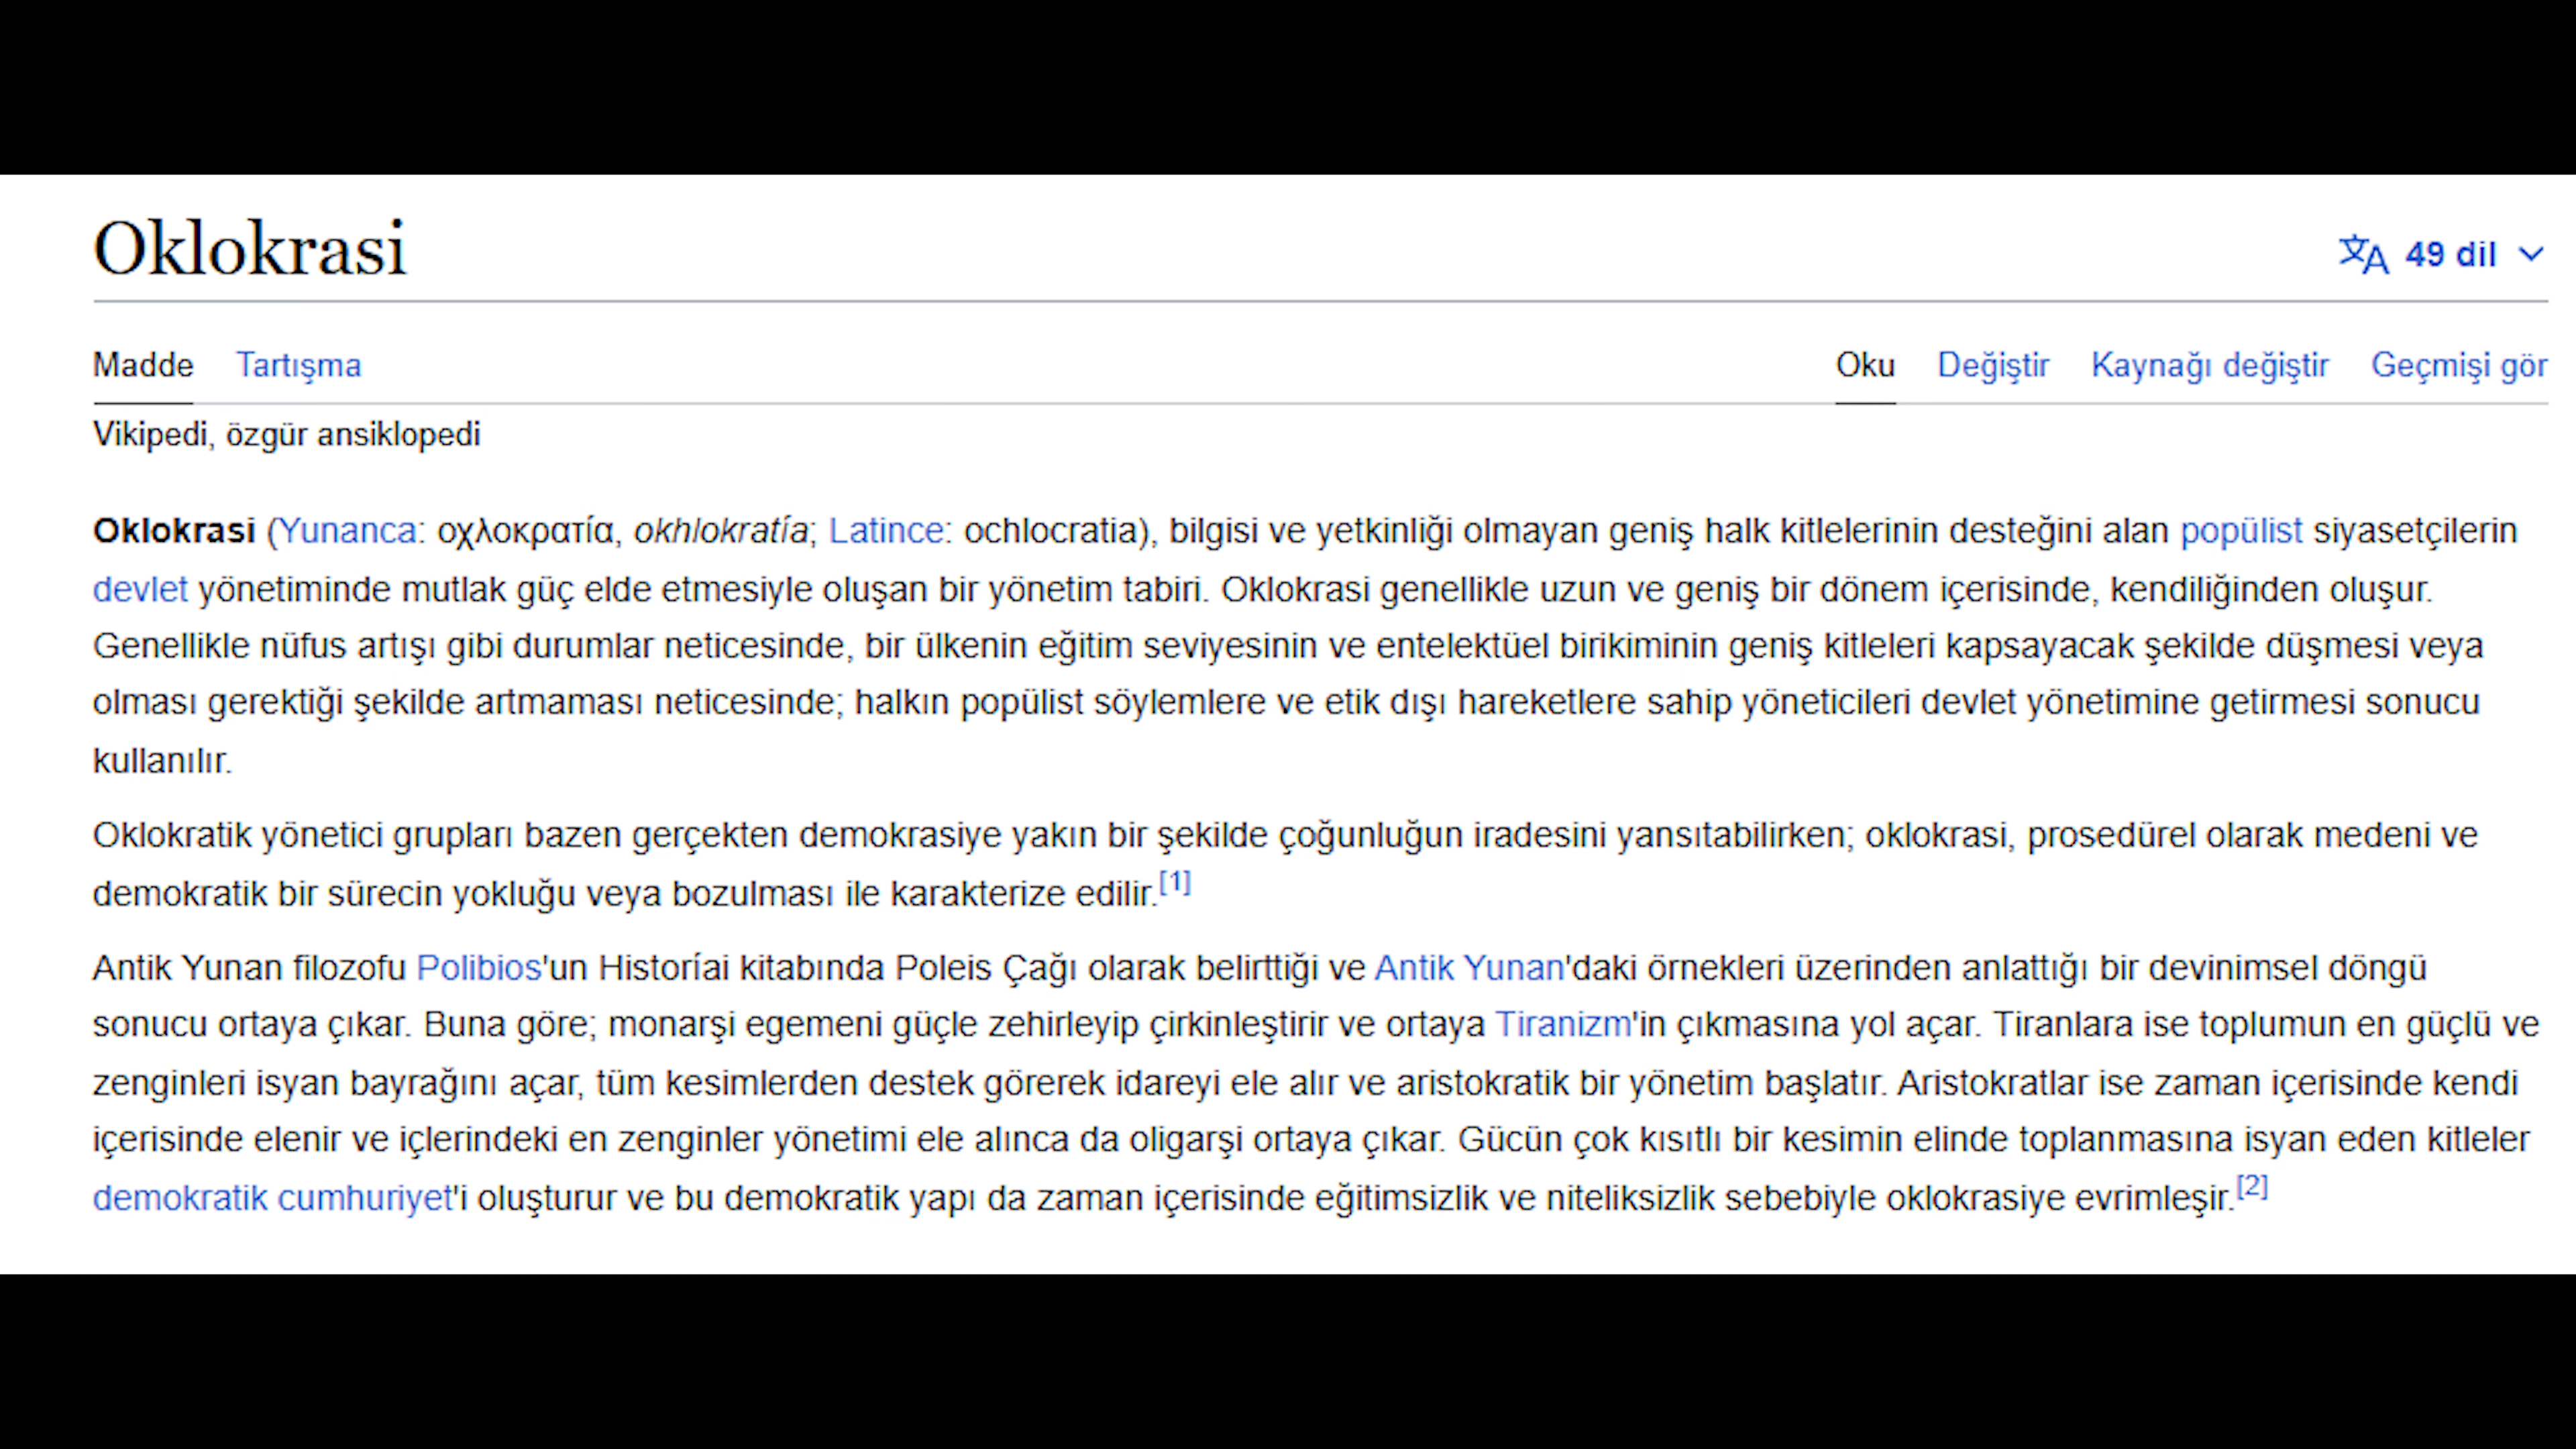 Oklokrasi
49 dil
Madde Tartışma Oku Değiştir Kaynağı değiştir Geçmişi gör
Vikipedi, özgür ansiklopedi
Oklokrasi (Yunanca: οχλοκρατία, okhlokratía; Latince: ochlocratia), bilgisi ve yetkinliği olmayan geniş halk kitlelerinin desteğini alan popülist siyasetçilerin
devlet yönetiminde mutlak güç elde etmesiyle oluşan bir yönetim tabiri. Oklokrasi genellikle uzun ve geniş bir dönem içerisinde, kendiliğinden oluşur.
Genellikle nüfus artışı gibi durumlar neticesinde, bir ülkenin eğitim seviyesinin ve entelektüel birikiminin geniş kitleleri kapsayacak şekilde düşmesi veya
olması gerektiği şekilde artmaması neticesinde; halkın popülist söylemlere ve etik dışı hareketlere sahip yöneticileri devlet yönetimine getirmesi sonucu
kullanılır.
Oklokratik yönetici grupları bazen gerçekten demokrasiye yakın bir şekilde çoğunluğun iradesini yansıtabilirken; oklokrasi, prosedürel olarak medeni ve
demokratik bir sürecin yokluğu veya bozulması ile karakterize edilir.[1]
Antik Yunan filozofu Polibios'un Historíai kitabında Poleis Çağı olarak belirttiği ve Antik Yunan'daki örnekleri üzerinden anlattığı bir devinimsel döngü
sonucu ortaya çıkar. Buna göre; monarşi egemeni güçle zehirleyip çirkinleştirir ve ortaya Tiranizm'in çıkmasına yol açar. Tiranlara ise toplumun en güçlü ve
zenginleri isyan bayrağını açar, tüm kesimlerden destek görerek idareyi ele alır ve aristokratik bir yönetim başlatır. Aristokratlar ise zaman içerisinde kendi
içerisinde elenir ve içlerindeki en zenginler yönetimi ele alınca da oligarşi ortaya çıkar. Gücün çok kısıtlı bir kesimin elinde toplanmasına isyan eden kitleler
demokratik cumhuriyet'i oluşturur ve bu demokratik yapı da zaman içerisinde eğitimsizlik ve niteliksizlik sebebiyle oklokrasiye evrimleşir.[2]